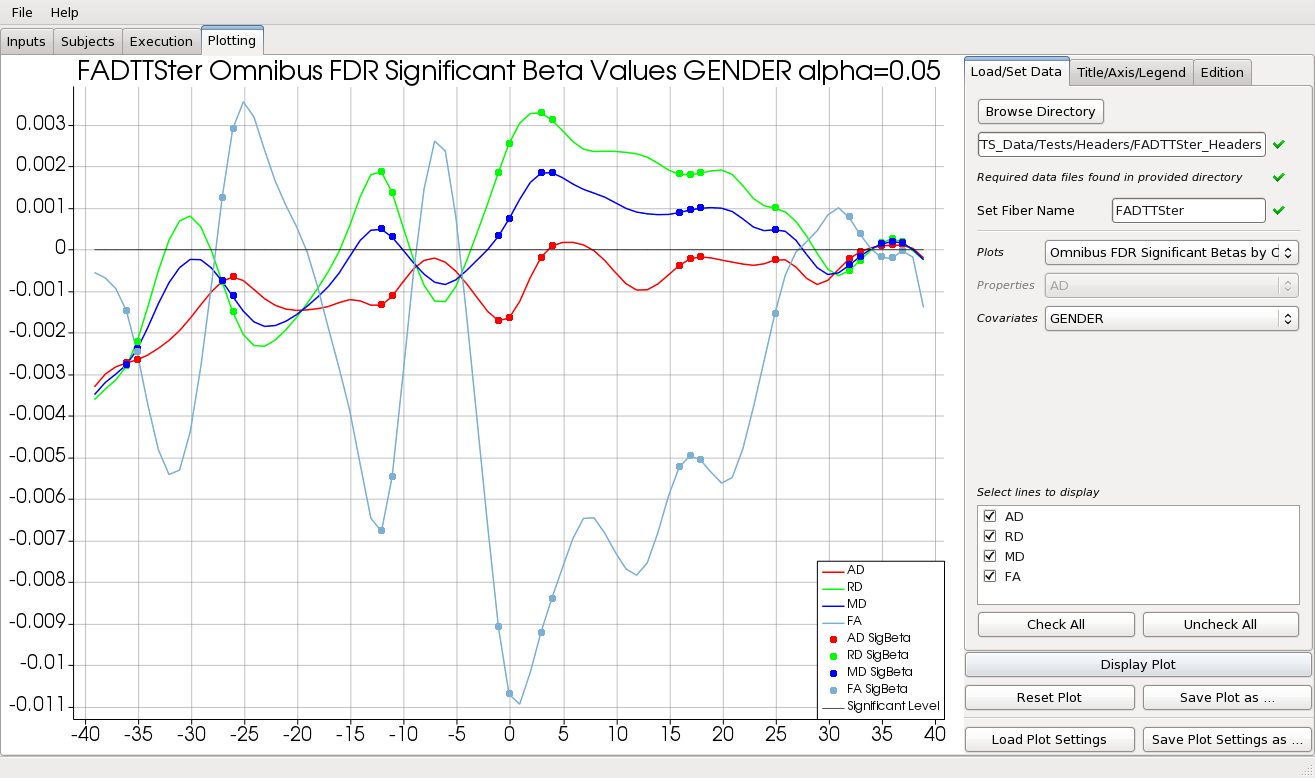 File Help
Inputs Subjects Execution Plotting
FADTTSter Omnibus FDR Significant Beta Values GENDER alpha=0.05
0.003
0.002
0.001
0
-0.001
-0.002
-0.003
-0.004
-0.005
-0.006
-0.007
-0.008
-0.009
-0.01
-0.011
-40 -35 -30 -25 -20 -15 -10 -5 0 5 10 15 20 25 30 35 40
AD
RD
MD
FA
AD SigBeta
RD SigBeta
MD SigBeta
FA SigBeta
Significant Level
Load/Set Data Title/Axis/Legend Edition
Browse Directory
TS_Data/Tests/Headers/FADTTSter_Headers
Required data files found in provided directory
Set Fiber Name FADTTSter
Plots Omnibus FDR Significant Betas by C
Properties AD
Covariates GENDER
Select lines to display
AD
RD
MD
FA
Check All Uncheck All
Display Plot
Reset Plot Save Plot as ...
Load Plot Settings Save Plot Settings as ...